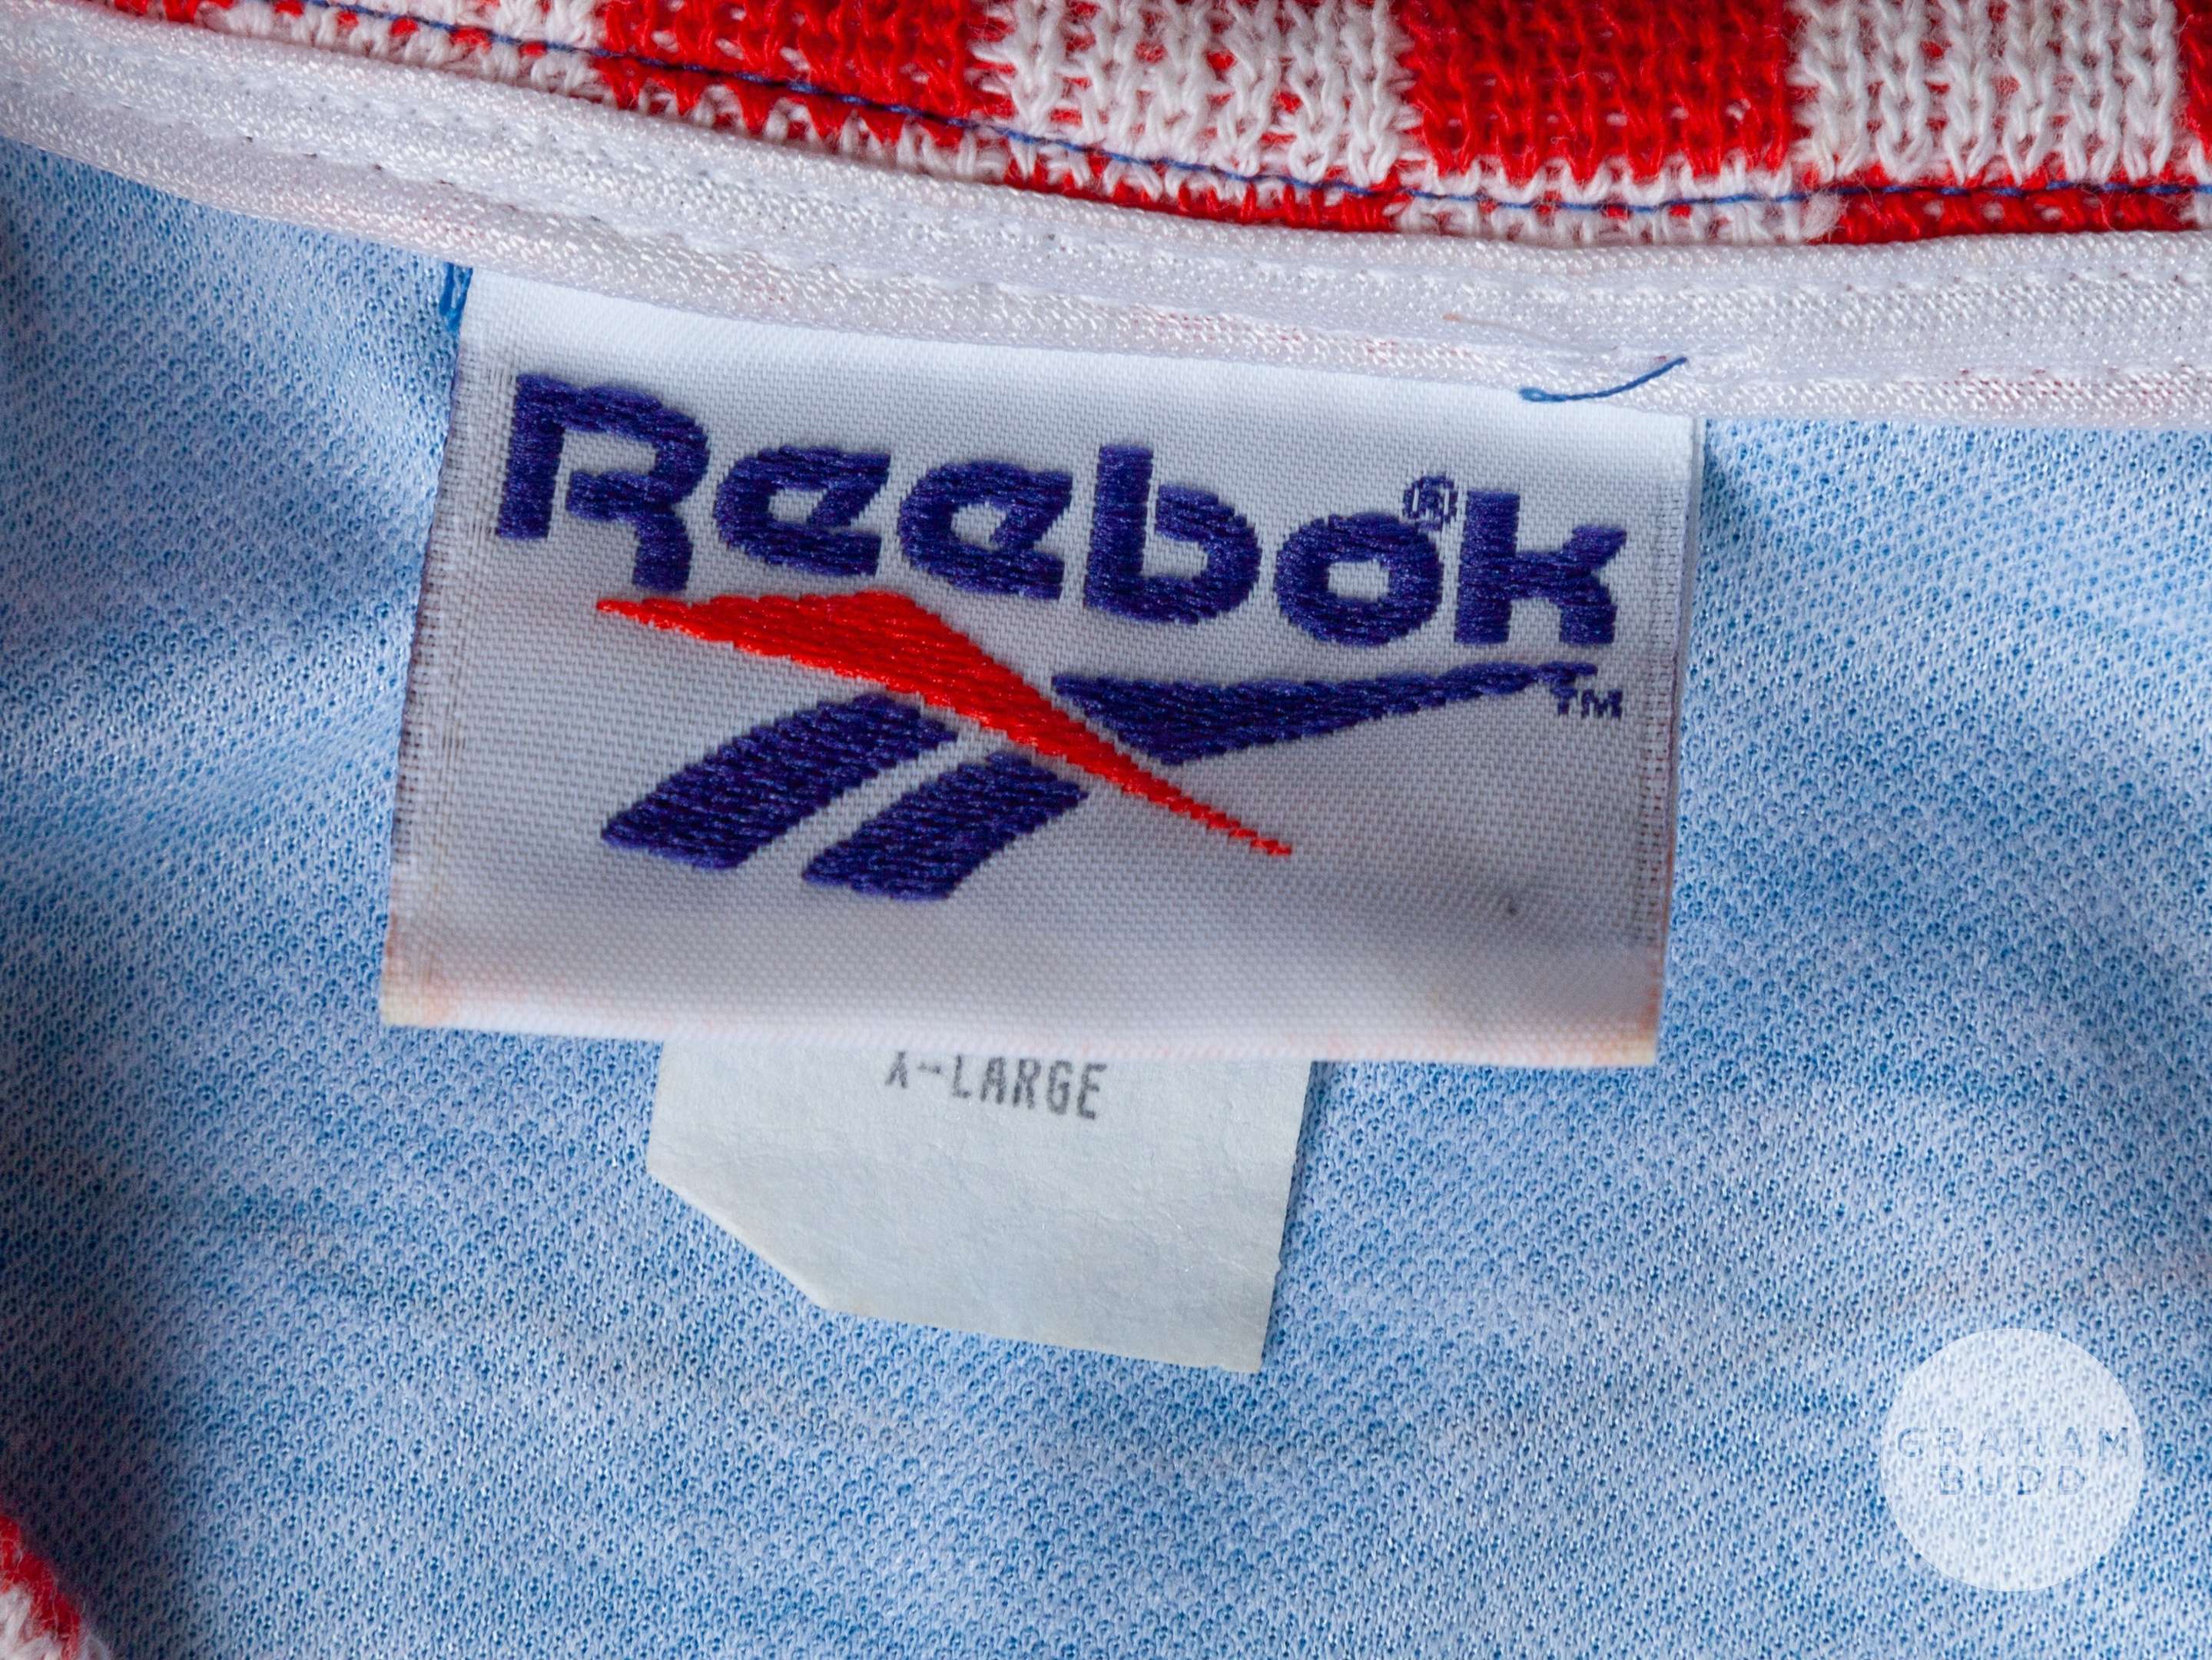 Reebok®
TM
X-LARGE
GRAHAM
BUDD